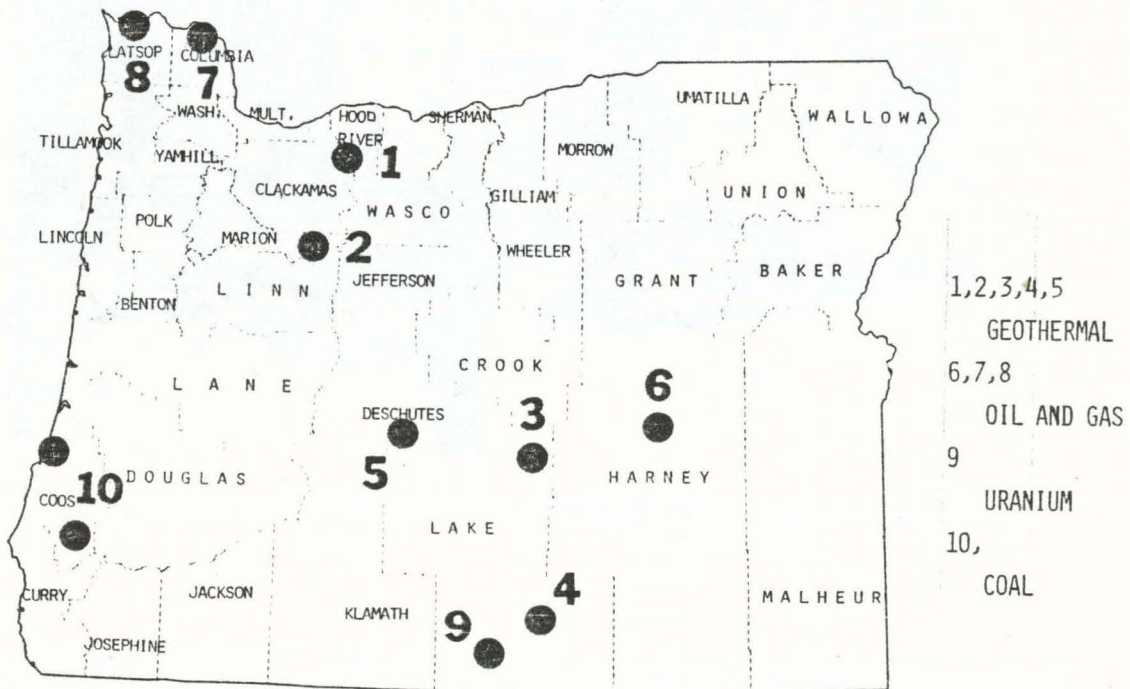 LATSOP
COLUMBIA
8
7
WASH.
MULT.
HOOD
RIVER
SHERMAN
UMATILLA
WALLOWA
TILLAMOOK
YAMHILL
1
MORROW
CLACKAMAS
WASCO
GILLIAM
UNION
POLK
LINCOLN
MARION
2
WHEELER
JEFFERSON
GRANT
BAKER
LINN
BENTON
CROOK
LANE
DESCHUTES
3
6
5
DOUGLAS
HARNEY
10
COOS
LAKE
4
CURRY
JACKSON
KLAMATH
MALHEUR
9
JOSEPHINE
1,2,3,4,5
GEOTHERMAL
6,7,8
OIL AND GAS
9
URANIUM
10,
COAL